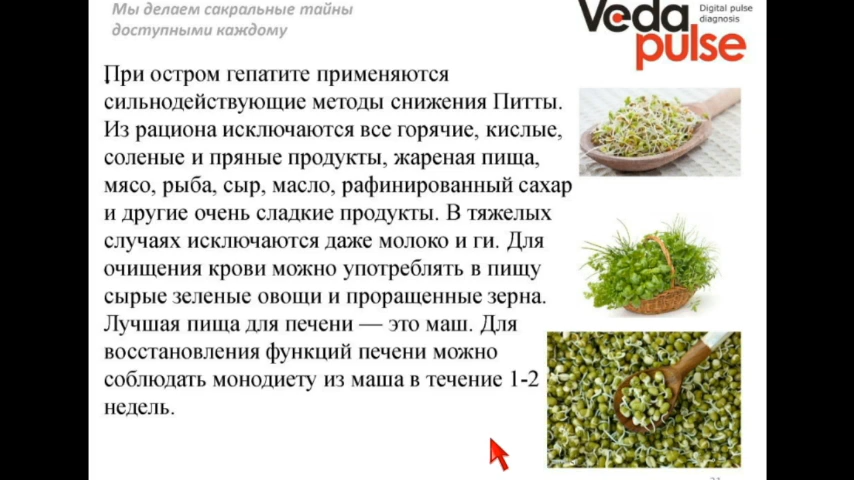 Мы делаем сакральные тайны
доступными каждому
Veda
pulse
Digital pulse
diagnosis
При остром гепатите применяются
сильнодействующие методы снижения Питты.
Из рациона исключаются все горячие, кислые,
соленые и пряные продукты, жареная пища,
мясо, рыба, сыр, масло, рафинированный сахар
и другие очень сладкие продукты. В тяжелых
случаях исключаются даже молоко и ги. Для
очищения крови можно употреблять в пищу
сырые зеленые овощи и проращенные зерна.
Лучшая пища для печени — это маш. Для
восстановления функций печени можно
соблюдать монодиету из маша в течение 1-2
недель.